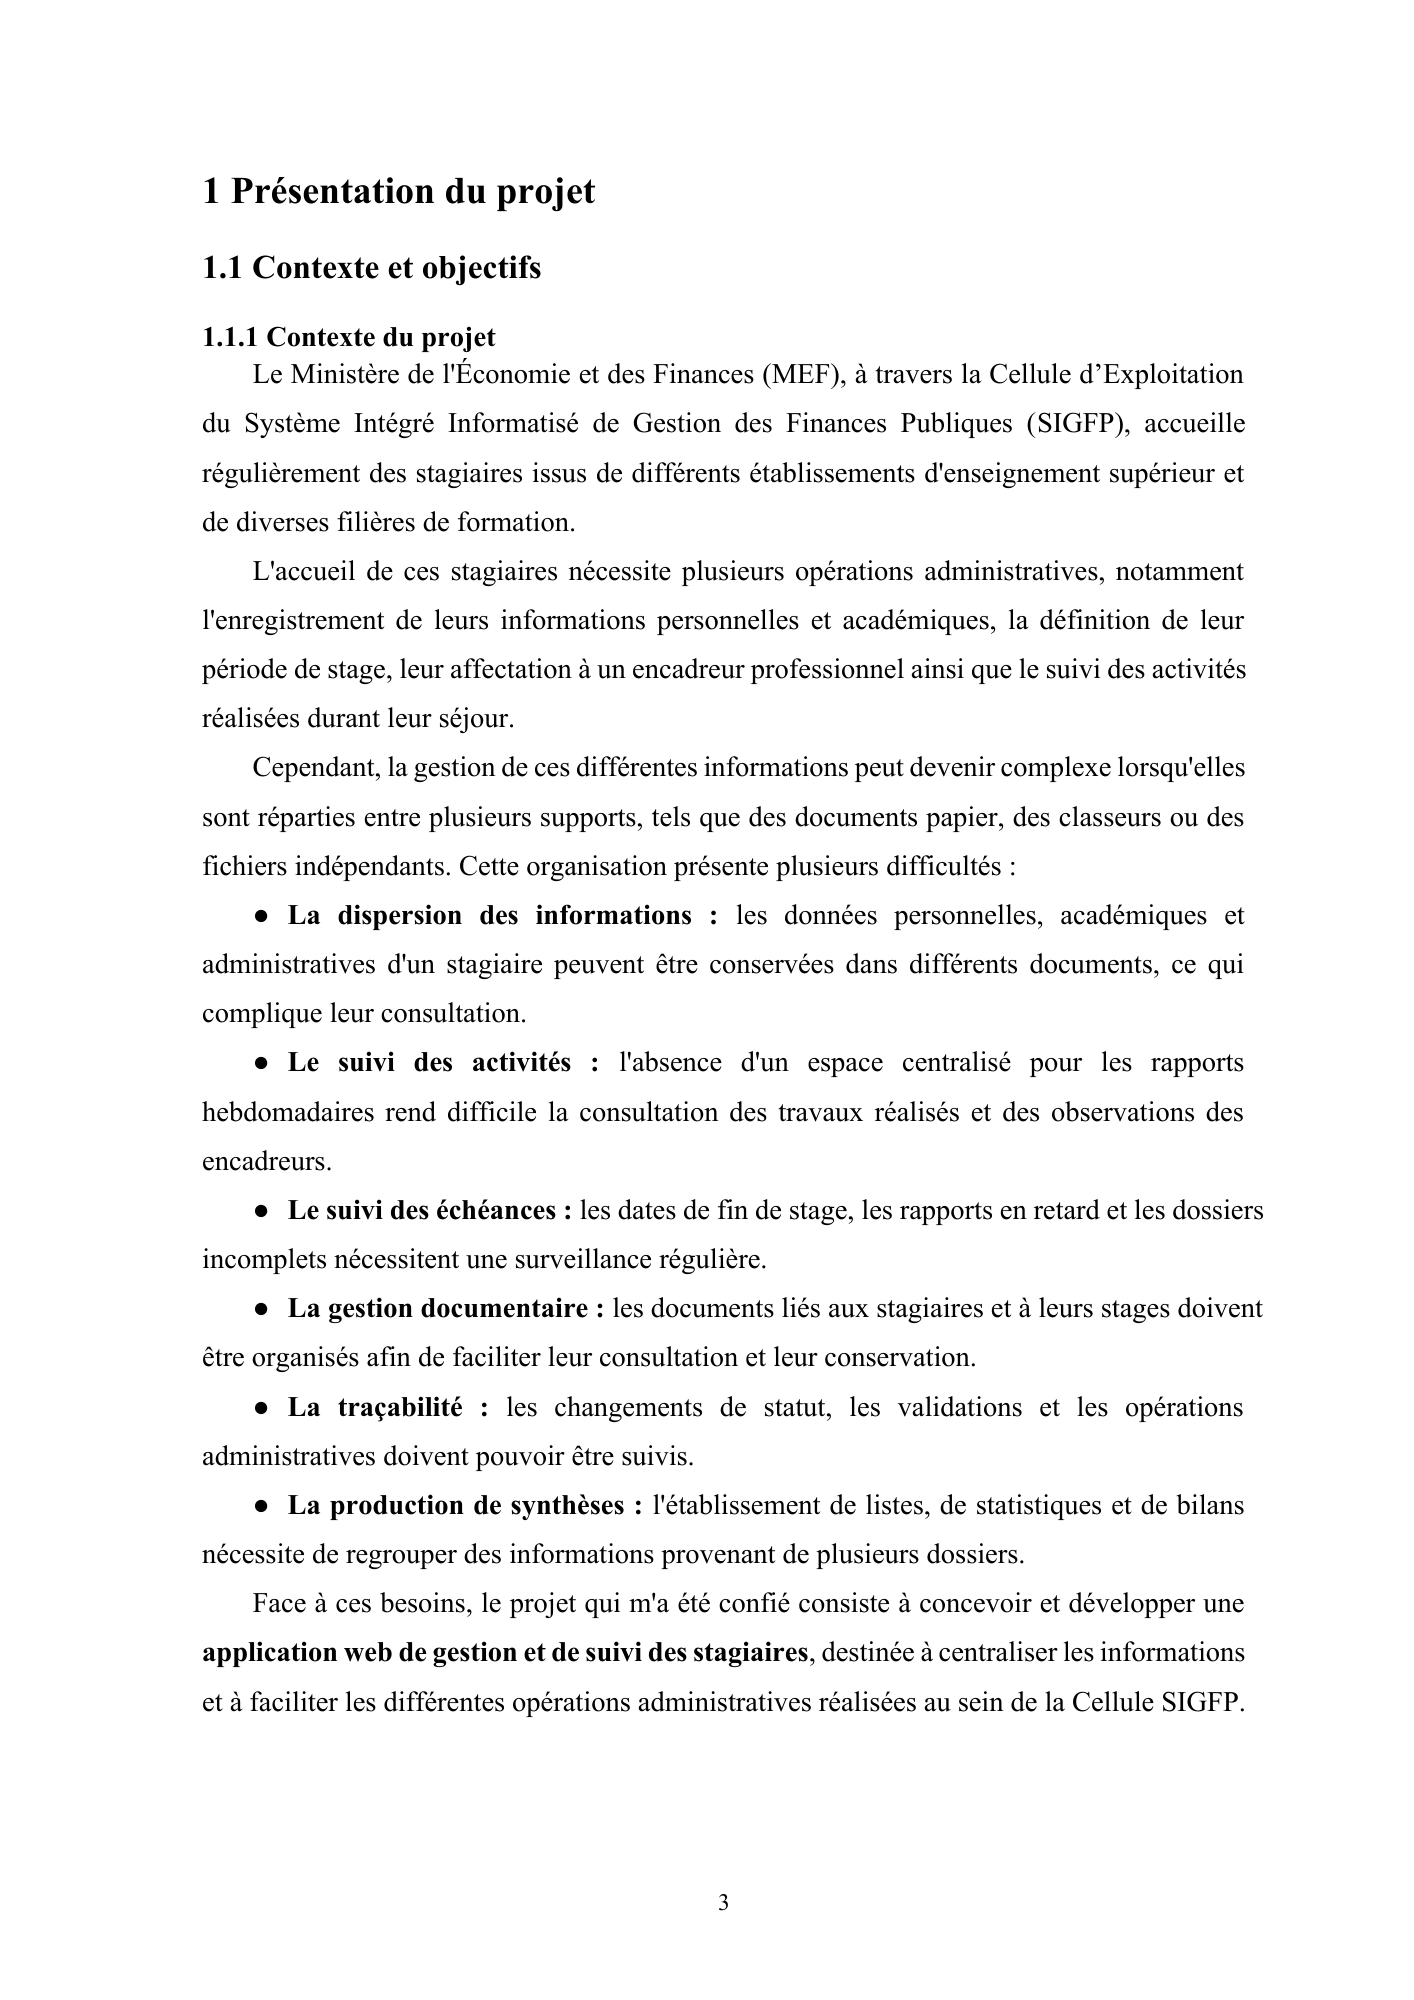 1 Présentation du projet
1.1 Contexte et objectifs
1.1.1 Contexte du projet
Le Ministère de l'Économie et des Finances (MEF), à travers la Cellule d’Exploitation
du Système Intégré Informatisé de Gestion des Finances Publiques (SIGFP), accueille
régulièrement des stagiaires issus de différents établissements d'enseignement supérieur et
de diverses filières de formation.
L'accueil de ces stagiaires nécessite plusieurs opérations administratives, notamment
l'enregistrement de leurs informations personnelles et académiques, la définition de leur
période de stage, leur affectation à un encadreur professionnel ainsi que le suivi des activités
réalisées durant leur séjour.
Cependant, la gestion de ces différentes informations peut devenir complexe lorsqu'elles
sont réparties entre plusieurs supports, tels que des documents papier, des classeurs ou des
fichiers indépendants. Cette organisation présente plusieurs difficultés :
● La dispersion des informations : les données personnelles, académiques et
administratives d'un stagiaire peuvent être conservées dans différents documents, ce qui
complique leur consultation.
● Le suivi des activités : l'absence d'un espace centralisé pour les rapports
hebdomadaires rend difficile la consultation des travaux réalisés et des observations des
encadreurs.
● Le suivi des échéances : les dates de fin de stage, les rapports en retard et les dossiers
incomplets nécessitent une surveillance régulière.
● La gestion documentaire : les documents liés aux stagiaires et à leurs stages doivent
être organisés afin de faciliter leur consultation et leur conservation.
● La traçabilité : les changements de statut, les validations et les opérations
administratives doivent pouvoir être suivis.
● La production de synthèses : l'établissement de listes, de statistiques et de bilans
nécessite de regrouper des informations provenant de plusieurs dossiers.
Face à ces besoins, le projet qui m'a été confié consiste à concevoir et développer une
application web de gestion et de suivi des stagiaires, destinée à centraliser les informations
et à faciliter les différentes opérations administratives réalisées au sein de la Cellule SIGFP.
3